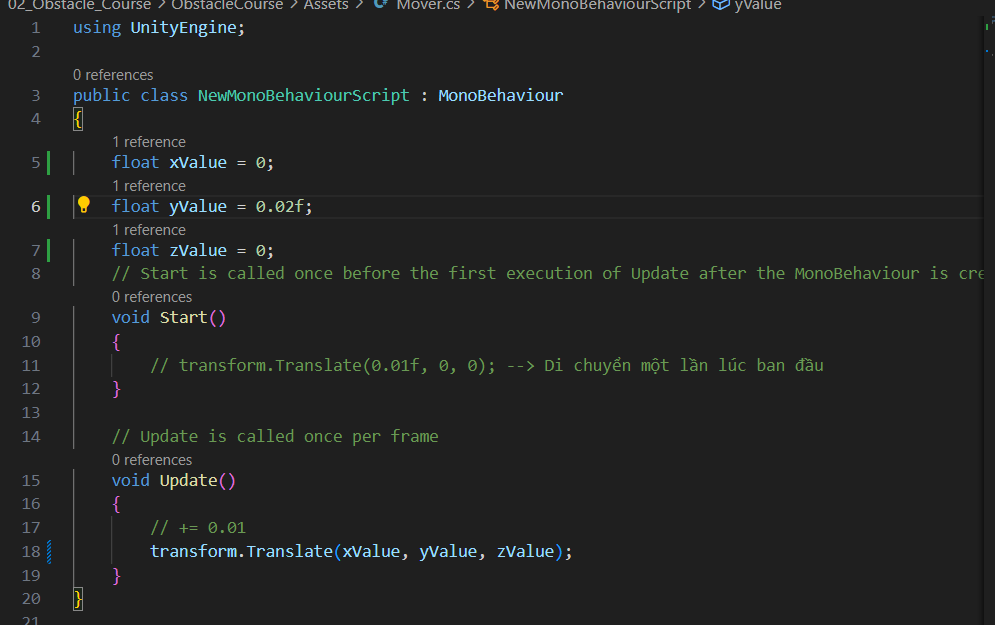 02_Obstacle_Course > ObstacleCourse > Assets > Mover.cs > NewMonoBehaviourScript > yValue
1 using UnityEngine;
2
0 references
3 public class NewMonoBehaviourScript : MonoBehaviour
4 {
1 reference
5 float xValue = 0;
1 reference
6 float yValue = 0.02f;
1 reference
7 float zValue = 0;
8 // Start is called once before the first execution of Update after the MonoBehaviour is cre
0 references
9 void Start()
10 {
11 // transform.Translate(0.01f, 0, 0); --> Di chuyển một lần lúc ban đầu
12 }
13
14 // Update is called once per frame
0 references
15 void Update()
16 {
17 // += 0.01
18 transform.Translate(xValue, yValue, zValue);
19 }
20 }
21